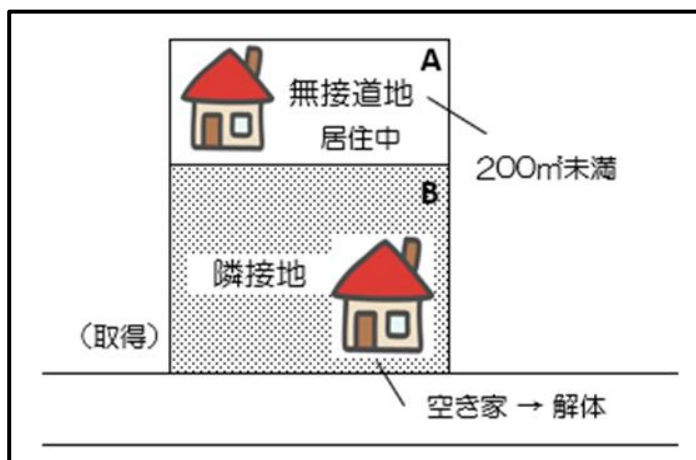 A
無接道地
居住中
200㎡未満
B
隣接地
（取得）
空き家 → 解体